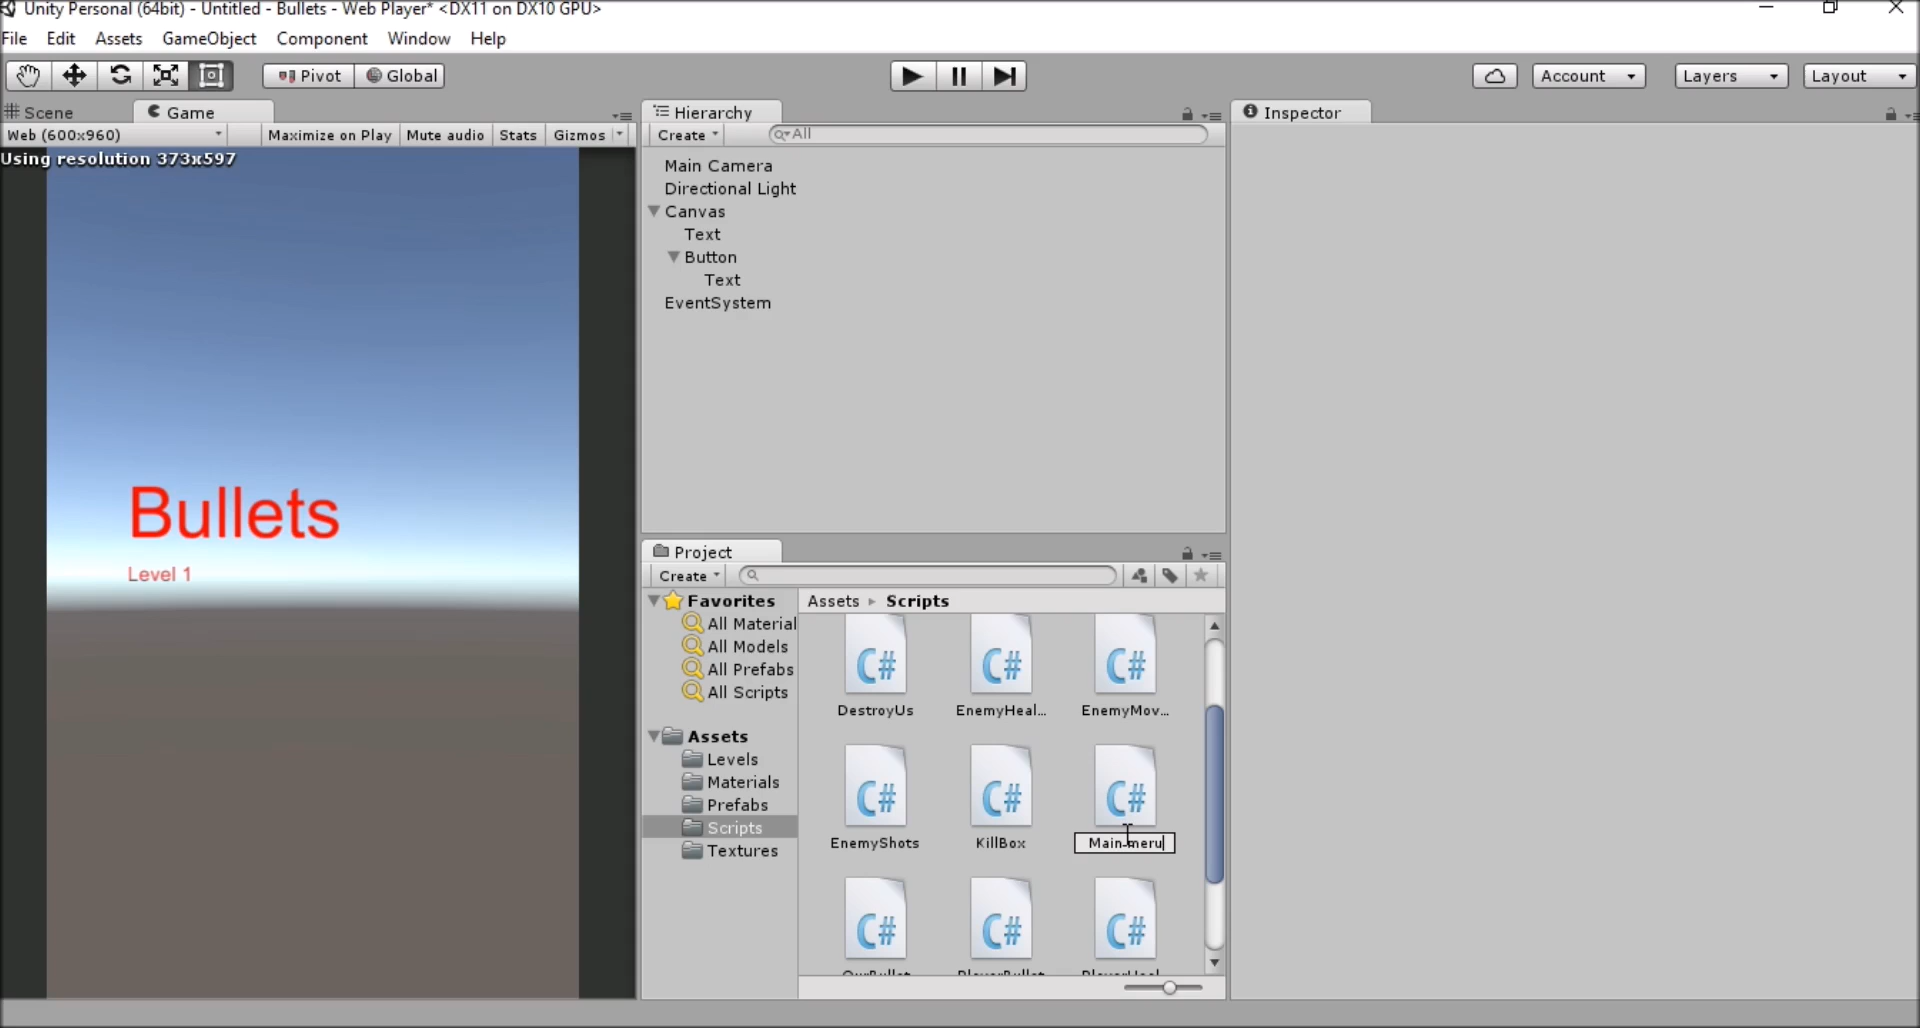 Unity Personal (64bit) - Untitled - Bullets - Web Player* <DX11 on DX10 GPU>
File Edit Assets GameObject Component Window Help
Pivot Global Account Layers Layout
Scene Game Hierarchy Inspector
Web (600x960) Maximize on Play Mute audio Stats Gizmos Create All
Using resolution 373x597
Main Camera
Directional Light
Canvas
Text
Button
Text
EventSystem
Bullets
Level 1
Project
Create
Favorites
All Material
All Models
All Prefabs
All Scripts
Assets
Levels
Materials
Prefabs
Scripts
Textures
Assets Scripts
C# C# C#
DestroyUs EnemyHeal... EnemyMov...
C# C# C#
EnemyShots KillBox Main meru
C# C# C#